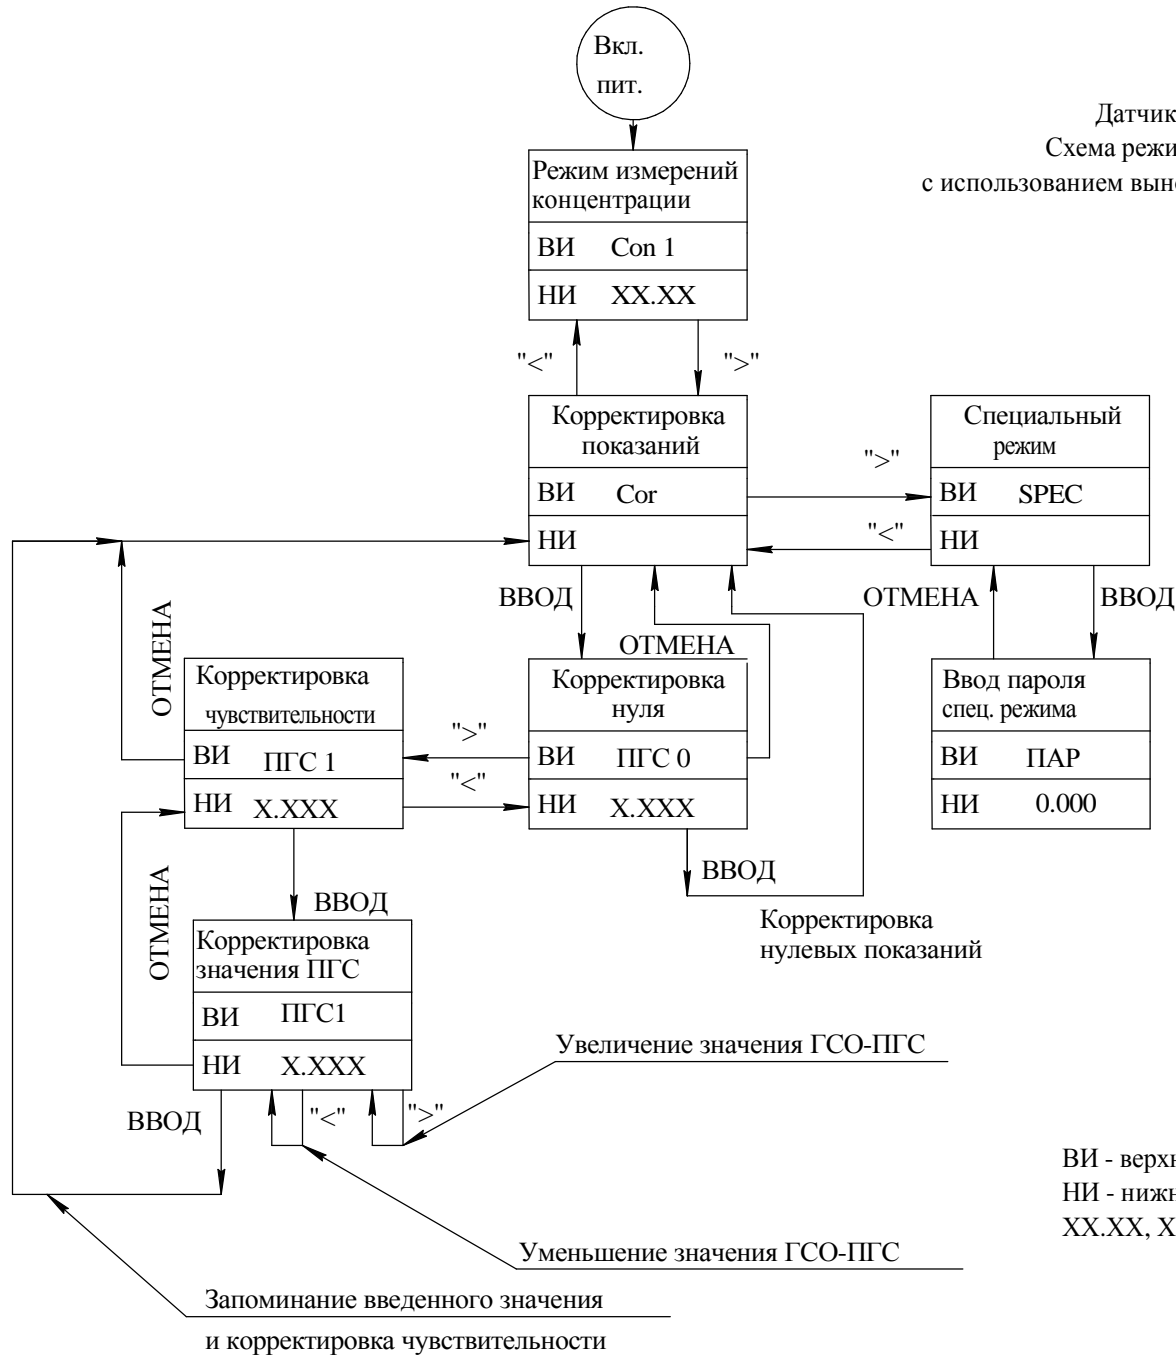 Вкл.
пит.
Датчик
Схема режи
с использованием вын
Режим измерений
концентрации
ВИ Con 1
НИ XX.XX
"<"
">"
Корректировка
показаний
ВИ Cor
НИ
">"
"<"
Специальный
режим
ВИ SPEC
НИ
ВВОД
ОТМЕНА
ОТМЕНА
ВВОД
ОТМЕНА
Корректировка
чувствительности
ВИ ПГС 1
НИ X.XXX
">"
"<"
Корректировка
нуля
ВИ ПГС 0
НИ X.XXX
Ввод пароля
спец. режима
ВИ ПАР
НИ 0.000
ВВОД
Корректировка
нулевых показаний
ОТМЕНА
ВВОД
Корректировка
значения ПГС
ВИ ПГС1
НИ X.XXX
ВВОД
"<"
">"
Увеличение значения ГСО-ПГС
Уменьшение значения ГСО-ПГС
Запоминание введенного значения
и корректировка чувствительности
ВИ - верх
НИ - нижн
XX.XX, X